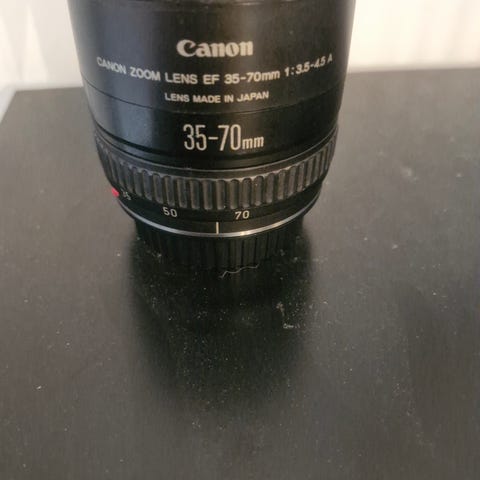 Canon
CANON ZOOM LENS EF 35-70mm 1:3.5-4.5 A
LENS MADE IN JAPAN
35-70mm
35 50 70